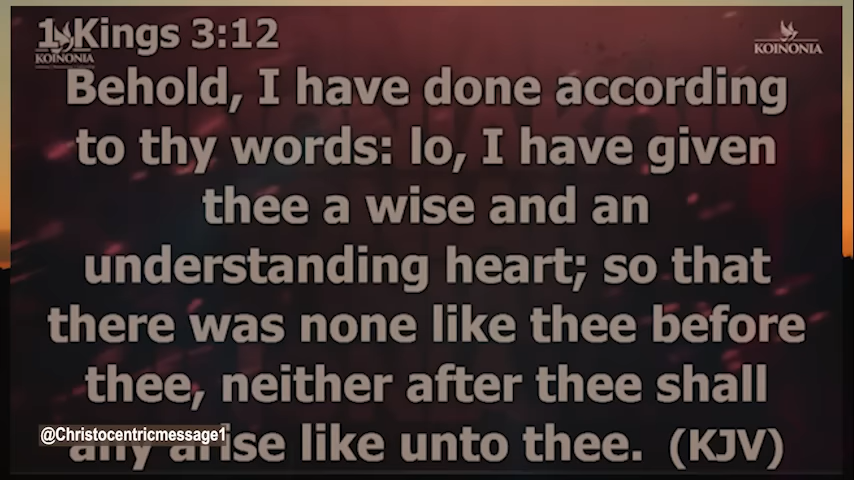 1 Kings 3:12
KOINONIA
KOINONIA
Behold, I have done according
to thy words: lo, I have given
thee a wise and an
understanding heart; so that
there was none like thee before
thee, neither after thee shall
@Christocentricmessage1
any arise like unto thee. (KJV)